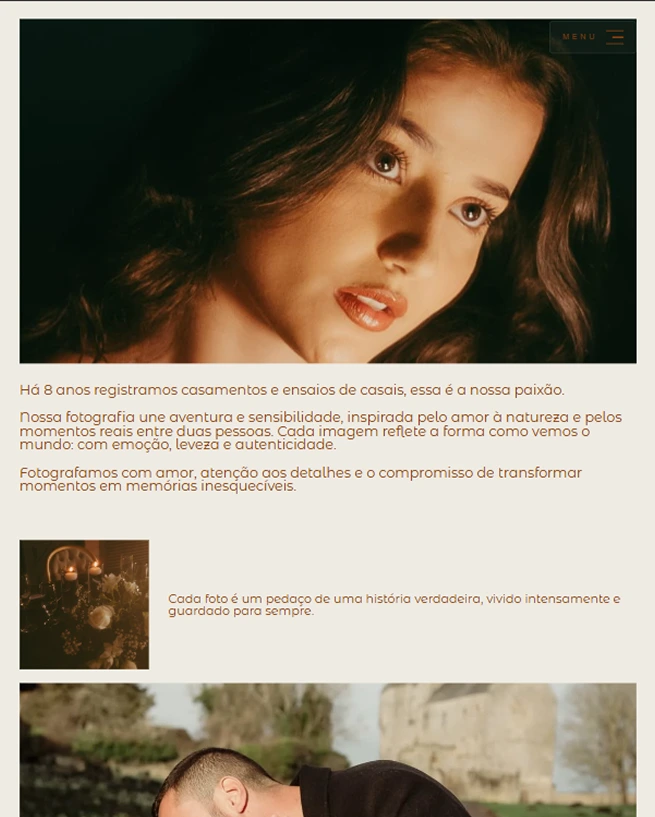 MENU
Há 8 anos registramos casamentos e ensaios de casais, essa é a nossa paixão.
Nossa fotografia une aventura e sensibilidade, inspirada pelo amor à natureza e pelos
momentos reais entre duas pessoas. Cada imagem reflete a forma como vemos o
mundo: com emoção, leveza e autenticidade.
Fotografamos com amor, atenção aos detalhes e o compromisso de transformar
momentos em memórias inesquecíveis.
Cada foto é um pedaço de uma história verdadeira, vivido intensamente e
guardado para sempre.